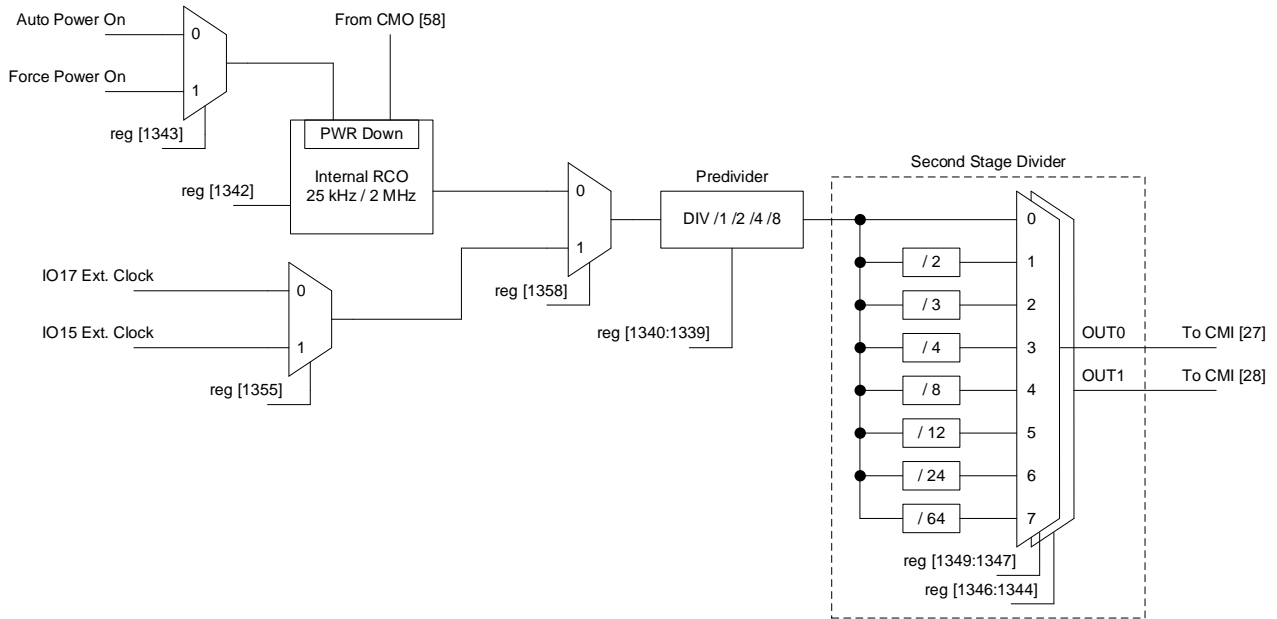 Auto Power On
0
From CMO [58]
Force Power On
1
reg [1343]
PWR Down
Internal RCO
25 kHz / 2 MHz
reg [1342]
0
1
reg [1358]
IO17 Ext. Clock
0
IO15 Ext. Clock
1
reg [1355]
Predivider
DIV /1 /2 /4 /8
reg [1340:1339]
Second Stage Divider
0
/ 2
1
/ 3
2
/ 4
3
/ 8
4
/ 12
5
/ 24
6
/ 64
7
OUT0
To CMI [27]
OUT1
To CMI [28]
reg [1349:1347]
reg [1346:1344]